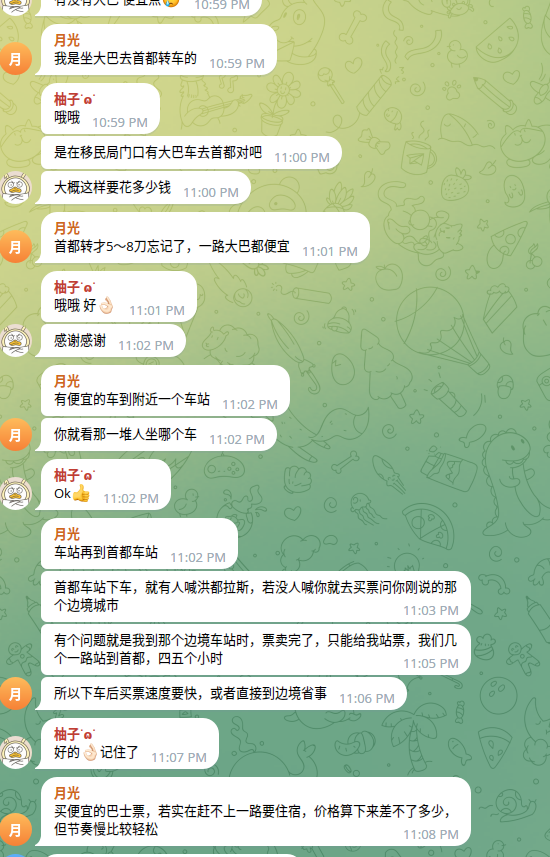 有没有大巴 便宜点🥲 10:59 PM
月光
我是坐大巴去首都转车的 10:59 PM
月
柚子˙ɷ˙
哦哦 10:59 PM
是在移民局门口有大巴车去首都对吧 11:00 PM
大概这样要花多少钱 11:00 PM
月光
首都转才5～8刀忘记了，一路大巴都便宜 11:01 PM
月
柚子˙ɷ˙
哦哦 好👌🏻 11:01 PM
感谢感谢 11:02 PM
月光
有便宜的车到附近一个车站 11:02 PM
你就看那一堆人坐哪个车 11:02 PM
月
柚子˙ɷ˙
Ok👍 11:02 PM
月光
车站再到首都车站 11:02 PM
首都车站下车，就有人喊洪都拉斯，若没人喊你就去买票问你刚说的那
个边境城市 11:03 PM
有个问题就是我到那个边境车站时，票卖完了，只能给我站票，我们几
个一路站到首都，四五个小时 11:05 PM
所以下车后买票速度要快，或者直接到边境省事 11:06 PM
月
柚子˙ɷ˙
好的👌🏻记住了 11:07 PM
月光
买便宜的巴士票，若实在赶不上一路要住宿，价格算下来差不了多少，
但节奏慢比较轻松 11:08 PM
月